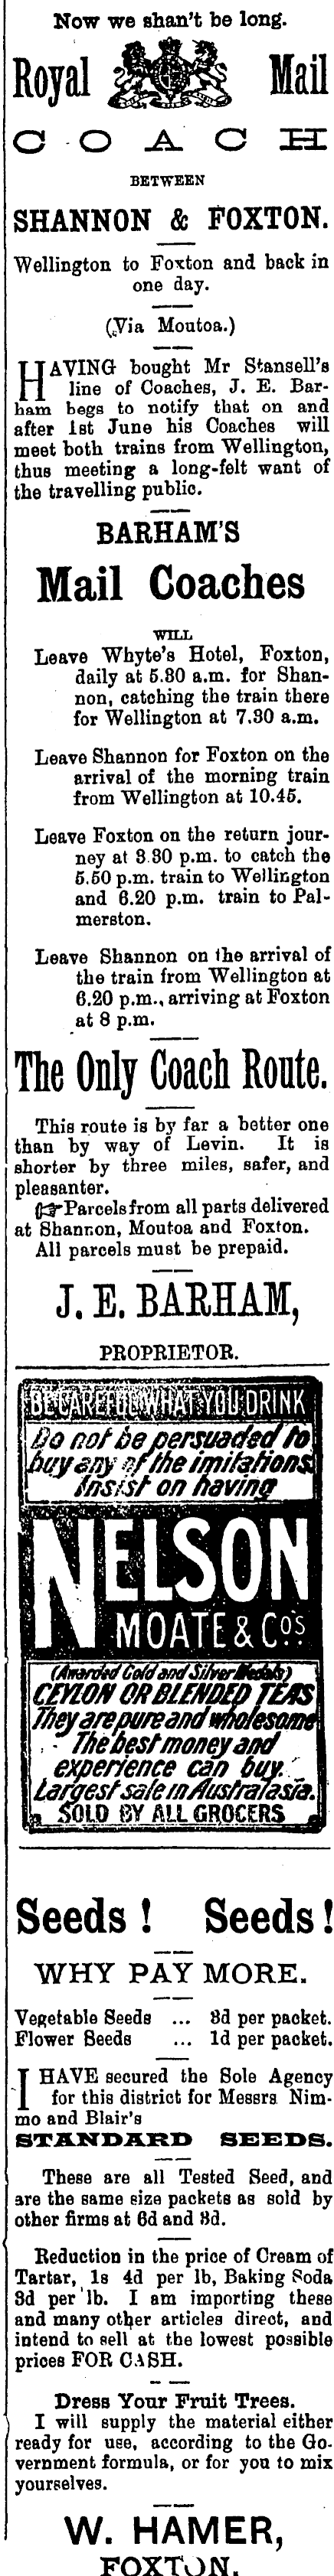 Now we shan't be long.
Royal Mail
COACH
BETWEEN
SHANNON & FOXTON.
Wellington to Foxton and back in
one day.
(Via Moutoa.)
HAVING bought Mr Stansell's
line of Coaches, J. E. Bar-
ham begs to notify that on and
after 1st June his Coaches will
meet both trains from Wellington,
thus meeting a long-felt want of
the travelling public.
BARHAM'S
Mail Coaches
WILL
Leave Whyte's Hotel, Foxton,
daily at 5.30 a.m. for Shan-
non, catching the train there
for Wellington at 7.30 a.m.
Leave Shannon for Foxton on the
arrival of the morning train
from Wellington at 10.45.
Leave Foxton on the return jour-
ney at 3.30 p.m. to catch the
5.50 p.m. train to Wellington
and 6.20 p.m. train to Pal-
merston.
Leave Shannon on the arrival of
the train from Wellington at
6.20 p.m., arriving at Foxton
at 8 p.m.
The Only Coach Route.
This route is by far a better one
than by way of Levin. It is
shorter by three miles, safer, and
pleasanter.
☞Parcels from all parts delivered
at Shannon, Moutoa and Foxton.
All parcels must be prepaid.
J. E. BARHAM,
PROPRIETOR.
BE CAREFUL WHAT YOU DRINK
Do not be persuaded to
buy any of the imitations
Insist on having
NELSON
MOATE & Co's.
(Awarded Gold and Silver Medals)
CEYLON OR BLENDED TEAS
They are pure and wholesome
The best money and
experience can buy.
Largest sale in Australasia.
SOLD BY ALL GROCERS
Seeds! Seeds!
WHY PAY MORE.
Vegetable Seeds ... 3d per packet.
Flower Seeds ... 1d per packet.
I HAVE secured the Sole Agency
for this district for Messrs Nim-
mo and Blair's
STANDARD SEEDS.
These are all Tested Seed, and
are the same size packets as sold by
other firms at 6d and 3d.
Reduction in the price of Cream of
Tartar, 1s 4d per lb, Baking Soda
3d per lb. I am importing these
and many other articles direct, and
intend to sell at the lowest possible
prices FOR CASH.
Dress Your Fruit Trees.
I will supply the material either
ready for use, according to the Go-
vernment formula, or for you to mix
yourselves.
W. HAMER,
FOXTON.